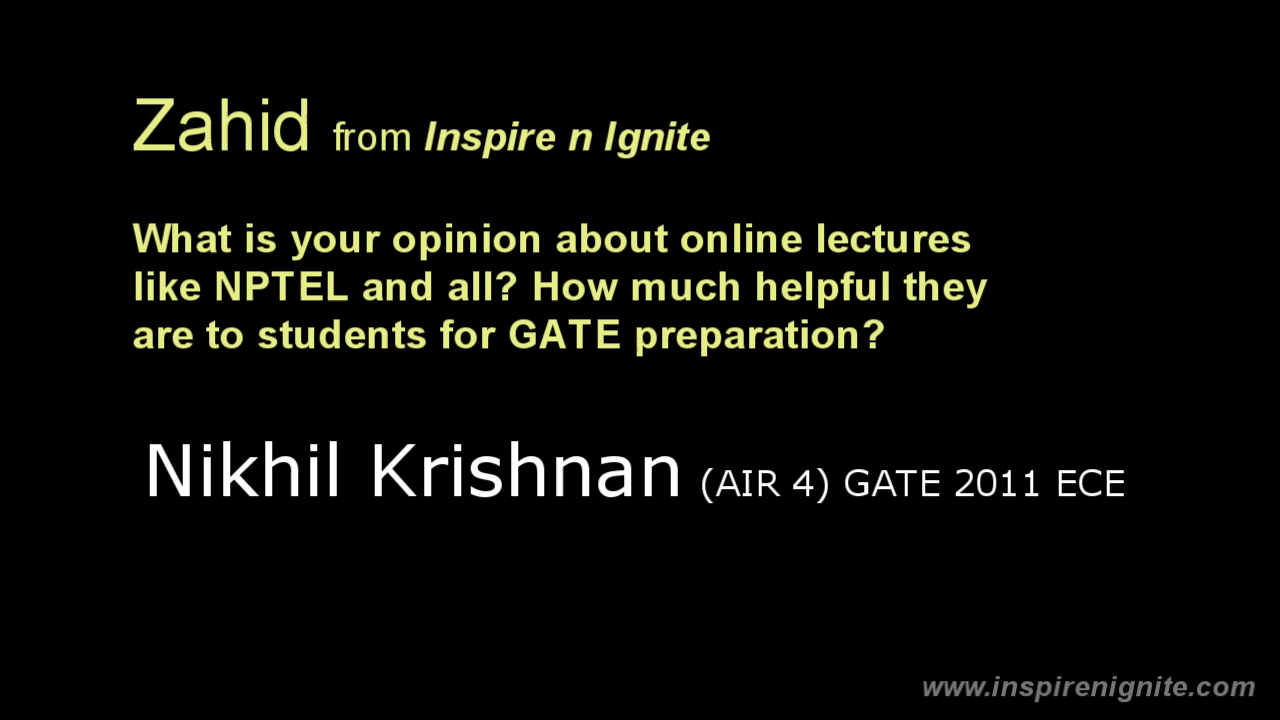 Zahid from Inspire n Ignite
What is your opinion about online lectures
like NPTEL and all? How much helpful they
are to students for GATE preparation?
Nikhil Krishnan (AIR 4) GATE 2011 ECE
www.inspirenignite.com